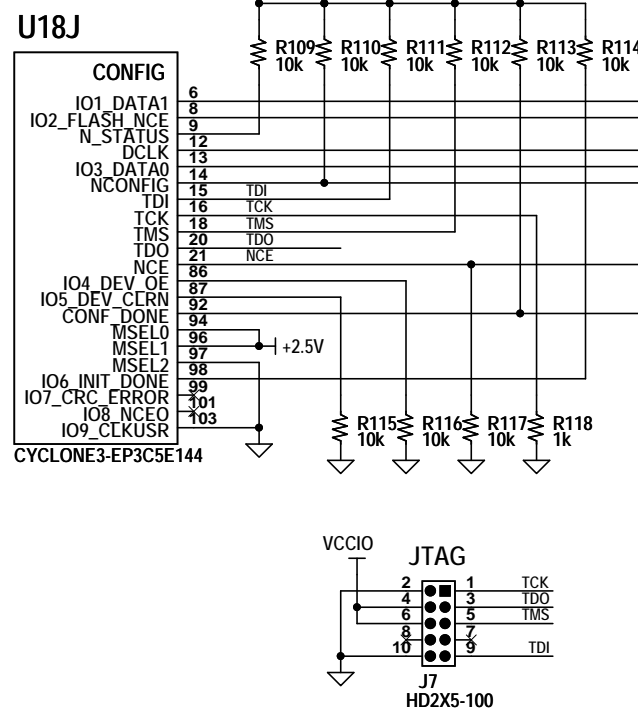 U18J
CONFIG
IO1_DATA1 6
IO2_FLASH_NCE 8
N_STATUS 9
DCLK 12
IO3_DATA0 13
NCONFIG 14
TDI 15 TDI
TCK 16 TCK
TMS 18 TMS
TDO 20 TDO
NCE 21 NCE
IO4_DEV_OE 86
IO5_DEV_CLRN 87
CONF_DONE 92
MSEL0 94
MSEL1 96
MSEL2 97
IO6_INIT_DONE 98
IO7_CRC_ERROR 99
IO8_NCEO 101
IO9_CLKUSR 103
CYCLONE3-EP3C5E144
R109 R110 R111 R112 R113 R114
10k 10k 10k 10k 10k 10k
+2.5V
R115 R116 R117 R118
10k 10k 10k 1k
VCCIO
JTAG
2 1 TCK
4 3 TDO
6 5 TMS
8 7
10 9 TDI
J7
HD2X5-100